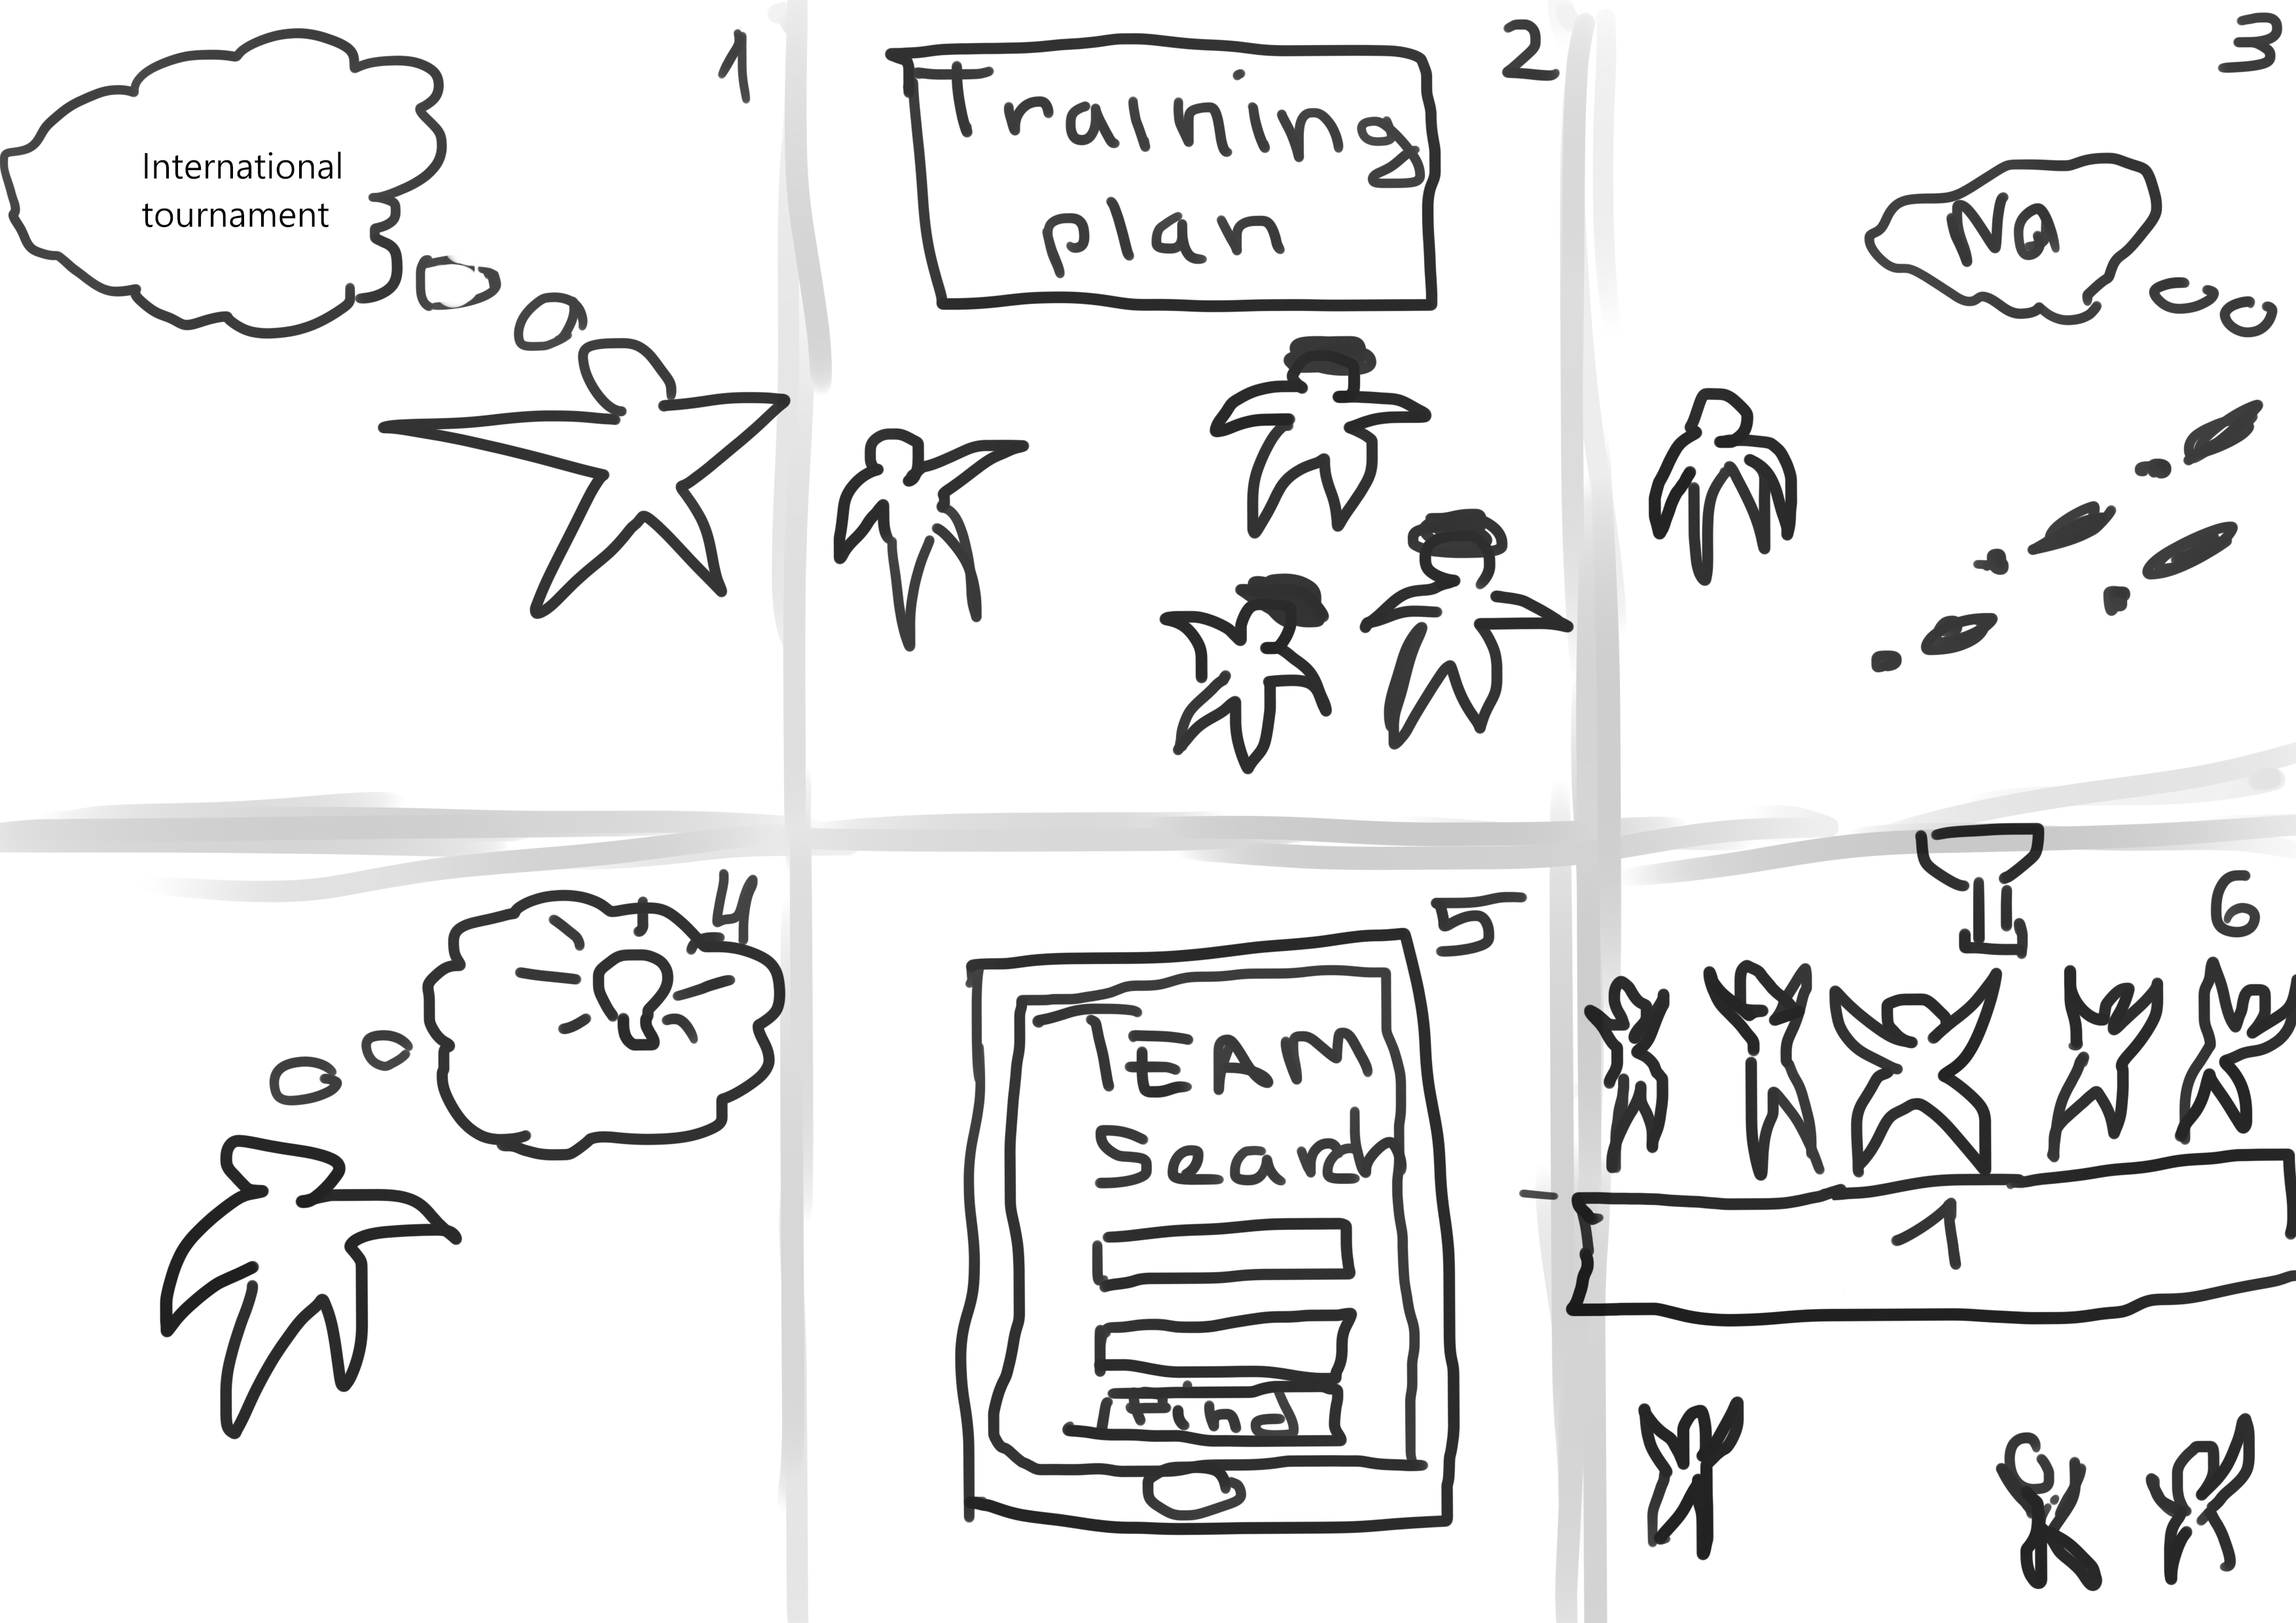 1
International
tournament
2
Training
plan
3
Na
4
5
TEAM
Search
Find
6
1